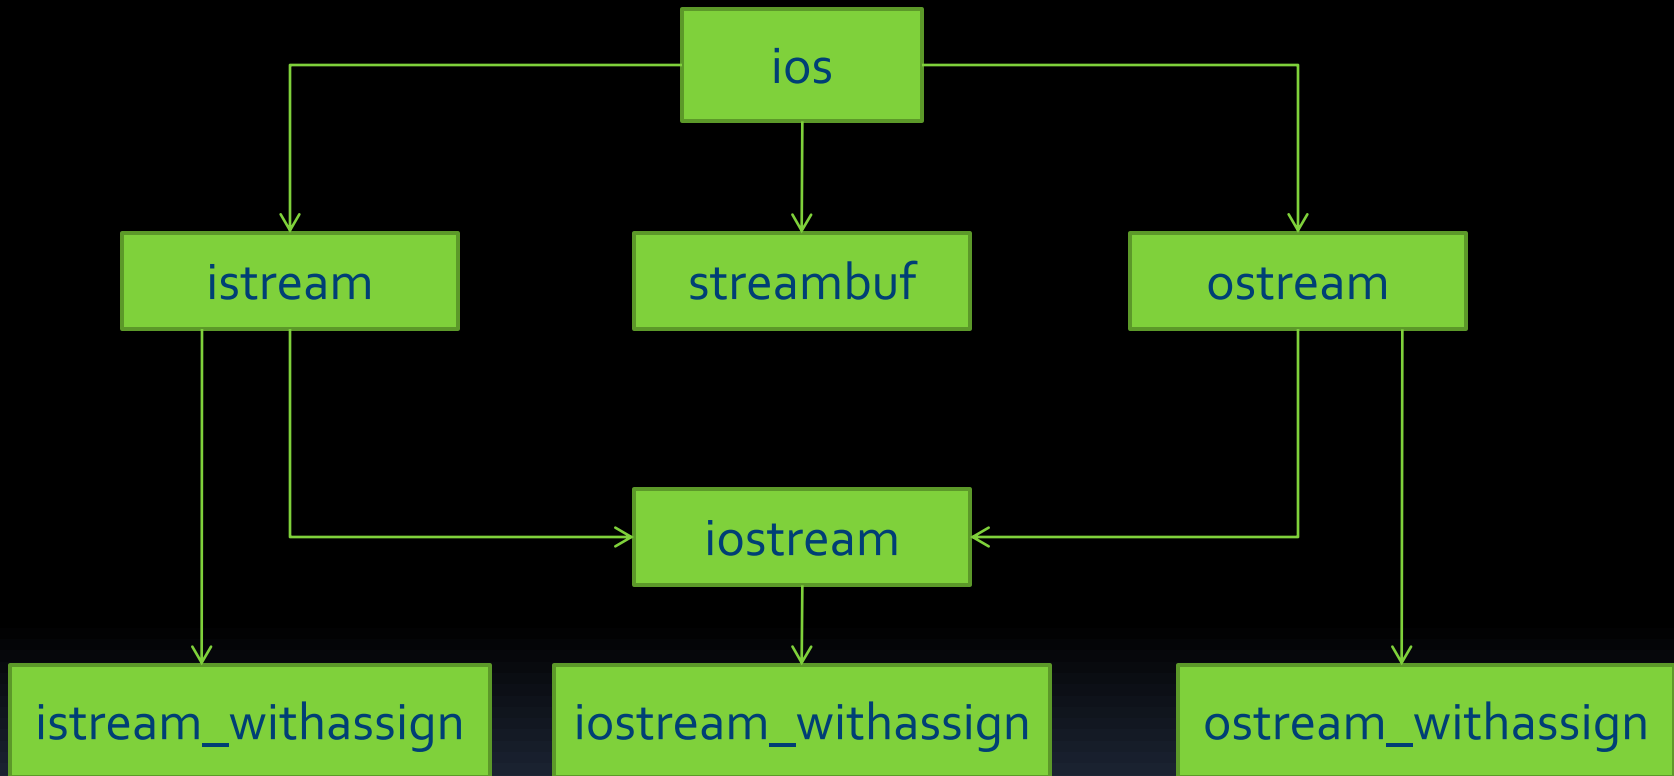 ios
istream
streambuf
ostream
iostream
istream_withassign
iostream_withassign
ostream_withassign